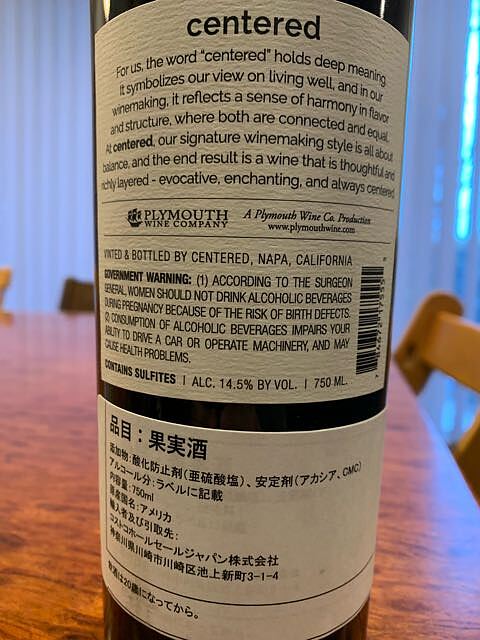 centered
For us, the word “centered” holds deep meaning.
It symbolizes our view on living well, and in our
winemaking, it reflects a sense of harmony in flavor
and structure, where both are connected and equal.
At centered, our signature winemaking style is all about
balance, and the end result is a wine that is thoughtful and
richly layered - evocative, enchanting, and always centered.
PLYMOUTH
WINE COMPANY
A Plymouth Wine Co. Production
www.plymouthwine.com
VINTED & BOTTLED BY CENTERED, NAPA, CALIFORNIA
GOVERNMENT WARNING: (1) ACCORDING TO THE SURGEON
GENERAL, WOMEN SHOULD NOT DRINK ALCOHOLIC BEVERAGES
DURING PREGNANCY BECAUSE OF THE RISK OF BIRTH DEFECTS.
(2) CONSUMPTION OF ALCOHOLIC BEVERAGES IMPAIRS YOUR
ABILITY TO DRIVE A CAR OR OPERATE MACHINERY, AND MAY
CAUSE HEALTH PROBLEMS.
CONTAINS SULFITES | ALC. 14.5% BY VOL. | 750 ML.
品目：果実酒
添加物：酸化防止剤(亜硫酸塩)、安定剤(アカシア、CMC)
アルコール分：ラベルに記載
内容量：750ml
原産国名：アメリカ
輸入者及び引取先：
コストコホールセールジャパン株式会社
神奈川県川崎市川崎区池上新町3-1-4
飲酒は20歳になってから。